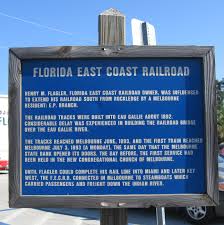 FLORIDA EAST COAST RAILROAD
HENRY M. FLAGLER, FLORIDA EAST COAST RAILROAD OWNER, WAS INFLUENCED
TO EXTEND HIS RAILROAD SOUTH FROM ROCKLEDGE BY A MELBOURNE
RESIDENT: E.P. BRANCH.
THE RAILROAD TRACKS WERE BUILT INTO EAU GALLIE ABOUT 1892.
CONSIDERABLE DELAY WAS EXPERIENCED IN BUILDING THE RAILROAD BRIDGE
OVER THE EAU GALLIE RIVER.
THE TRACKS REACHED MELBOURNE JUNE, 1893, AND THE FIRST TRAIN REACHED
MELBOURNE JULY 3, 1893 (A MONDAY), THE SAME DAY THAT THE MELBOURNE
STATE BANK OPENED ITS DOORS. THE DAY BEFORE, THE FIRST SERVICE HAD
BEEN HELD IN THE NEW CONGREGATIONAL CHURCH OF MELBOURNE.
UNTIL FLAGLER COULD COMPLETE HIS RAIL LINE INTO MIAMI AND LATER KEY
WEST, THE F.E.C.R.R. CONNECTED IN MELBOURNE TO STEAMBOATS WHICH
CARRIED PASSENGERS AND FREIGHT DOWN THE INDIAN RIVER.